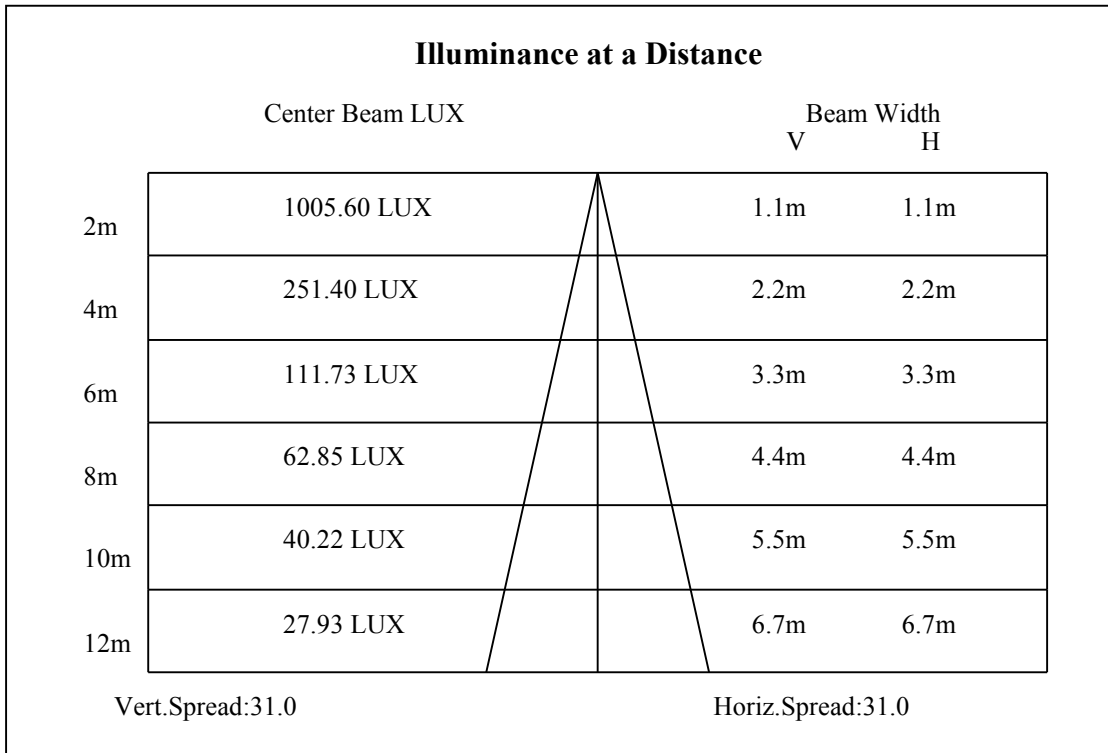 Illuminance at a Distance
Center Beam LUX Beam Width
V H
2m 1005.60 LUX 1.1m 1.1m
4m 251.40 LUX 2.2m 2.2m
6m 111.73 LUX 3.3m 3.3m
8m 62.85 LUX 4.4m 4.4m
10m 40.22 LUX 5.5m 5.5m
12m 27.93 LUX 6.7m 6.7m
Vert.Spread:31.0 Horiz.Spread:31.0